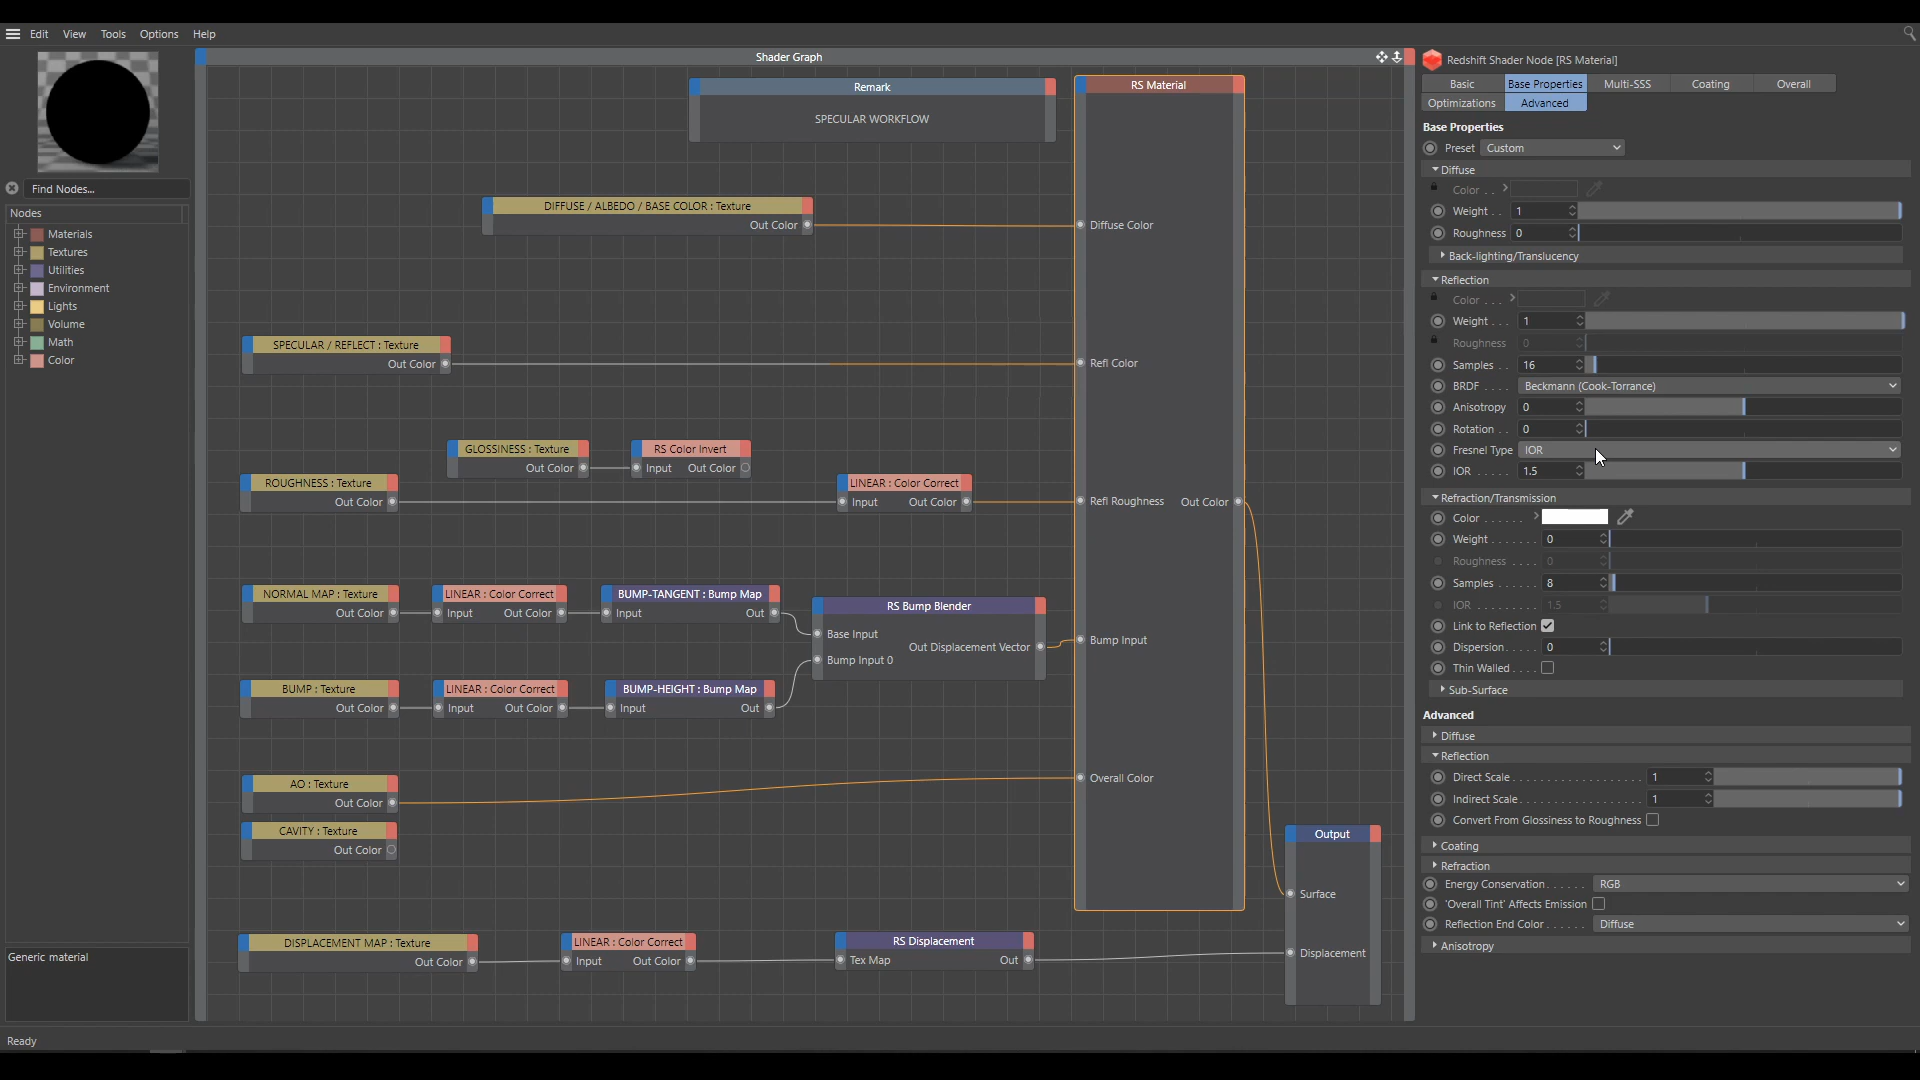 Edit View Tools Options Help
Shader Graph
Find Nodes...
Nodes
Materials
Textures
Utilities
Environment
Lights
Volume
Math
Color
Generic material
Ready
Remark
SPECULAR WORKFLOW
RS Material
DIFFUSE / ALBEDO / BASE COLOR : Texture
Out Color
Diffuse Color
SPECULAR / REFLECT : Texture
Out Color
Refl Color
GLOSSINESS : Texture
Out Color
RS Color Invert
Input Out Color
ROUGHNESS : Texture
Out Color
LINEAR : Color Correct
Input Out Color
Refl Roughness Out Color
NORMAL MAP : Texture
Out Color
LINEAR : Color Correct
Input Out Color
BUMP-TANGENT : Bump Map
Input Out
RS Bump Blender
Base Input
Out Displacement Vector
Bump Input 0
Bump Input
BUMP : Texture
Out Color
LINEAR : Color Correct
Input Out Color
BUMP-HEIGHT : Bump Map
Input Out
AO : Texture
Out Color
Overall Color
CAVITY : Texture
Out Color
Output
Surface
Displacement
DISPLACEMENT MAP : Texture
Out Color
LINEAR : Color Correct
Input Out Color
RS Displacement
Tex Map Out
Redshift Shader Node [RS Material]
Basic Base Properties Multi-SSS Coating Overall
Optimizations Advanced
Base Properties
Preset Custom
Diffuse
Color . .
Weight . . 1
Roughness 0
Back-lighting/Translucency
Reflection
Color . . .
Weight . . . 1
Roughness 0
Samples . . 16
BRDF . . . . Beckmann (Cook-Torrance)
Anisotropy 0
Rotation . . 0
Fresnel Type IOR
IOR . . . . . 1.5
Refraction/Transmission
Color . . . . . .
Weight . . . . . . . 0
Roughness . . . . 0
Samples . . . . . . 8
IOR . . . . . . . . . 1.5
Link to Reflection
Dispersion . . . . . 0
Thin Walled . . . .
Sub-Surface
Advanced
Diffuse
Reflection
Direct Scale . . . . . . . . . . . . . . . . . . . 1
Indirect Scale . . . . . . . . . . . . . . . . . . 1
Convert From Glossiness to Roughness
Coating
Refraction
Energy Conservation . . . . . . RGB
'Overall Tint' Affects Emission
Reflection End Color . . . . . . Diffuse
Anisotropy